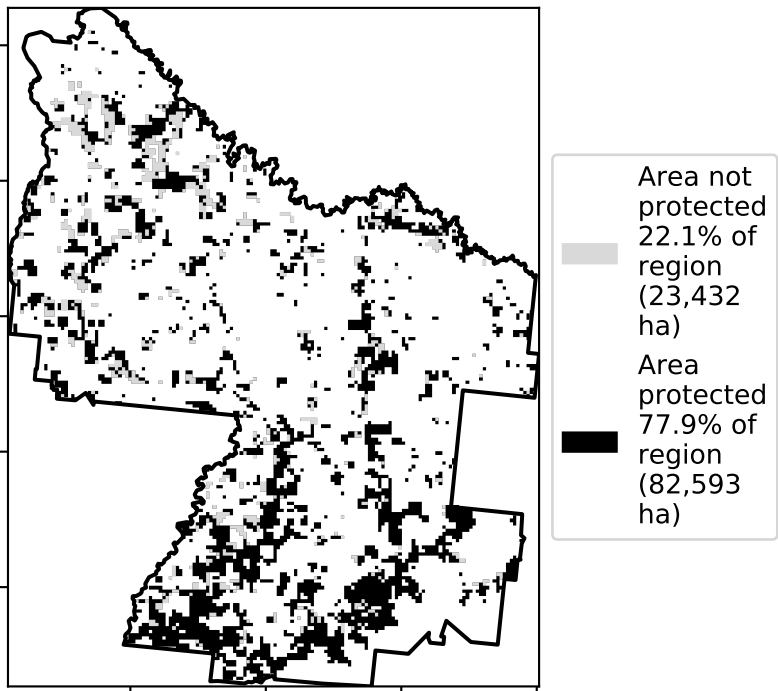 Area not
protected
22.1% of
region
(23,432
ha)
Area
protected
77.9% of
region
(82,593
ha)